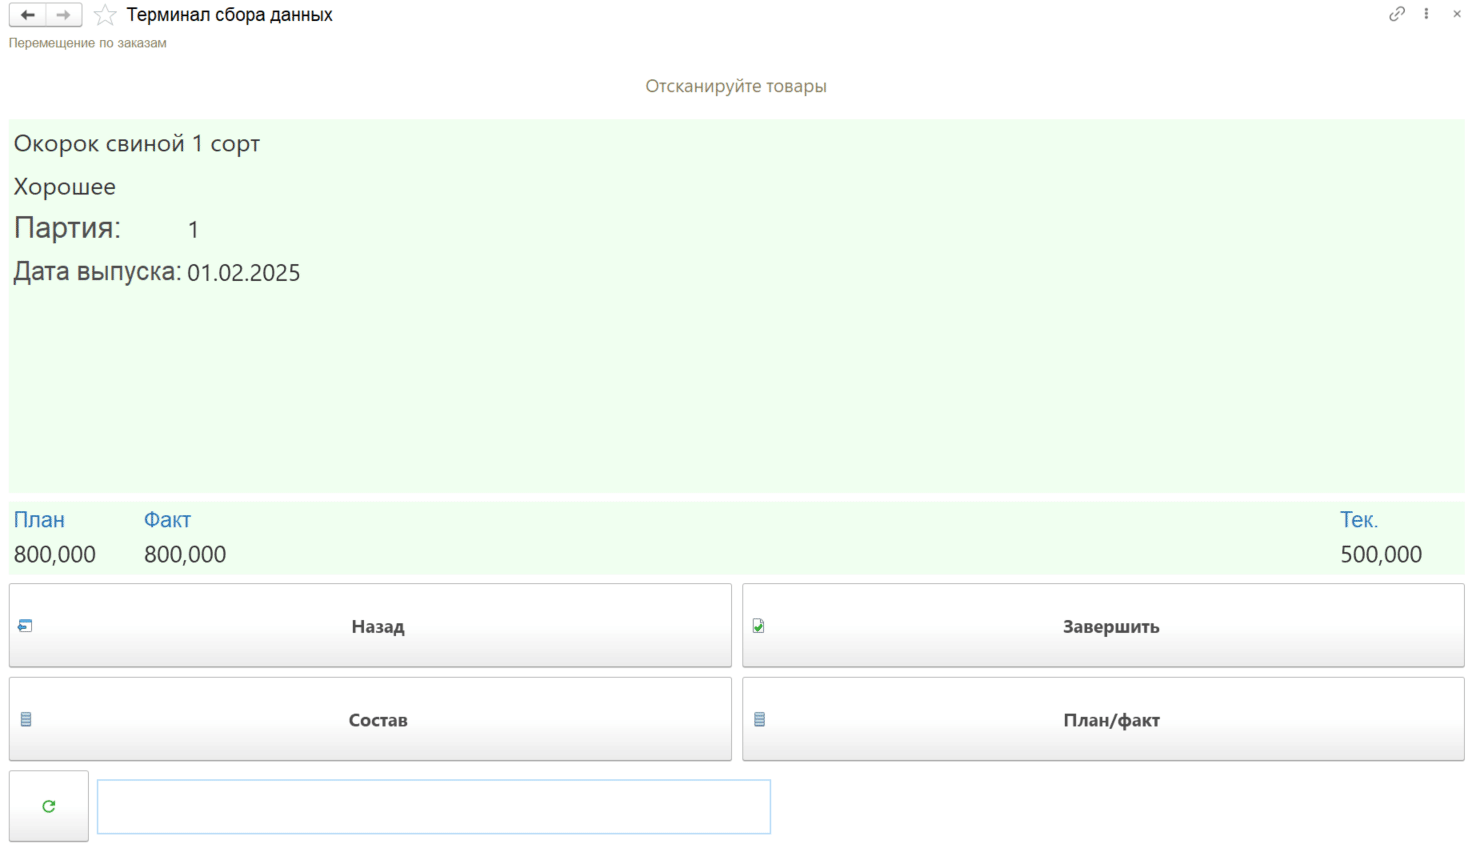 Терминал сбора данных
Перемещение по заказам
Отсканируйте товары
Окорок свиной 1 сорт
Хорошее
Партия: 1
Дата выпуска: 01.02.2025
План Факт Тек.
800,000 800,000 500,000
Назад Завершить
Состав План/факт